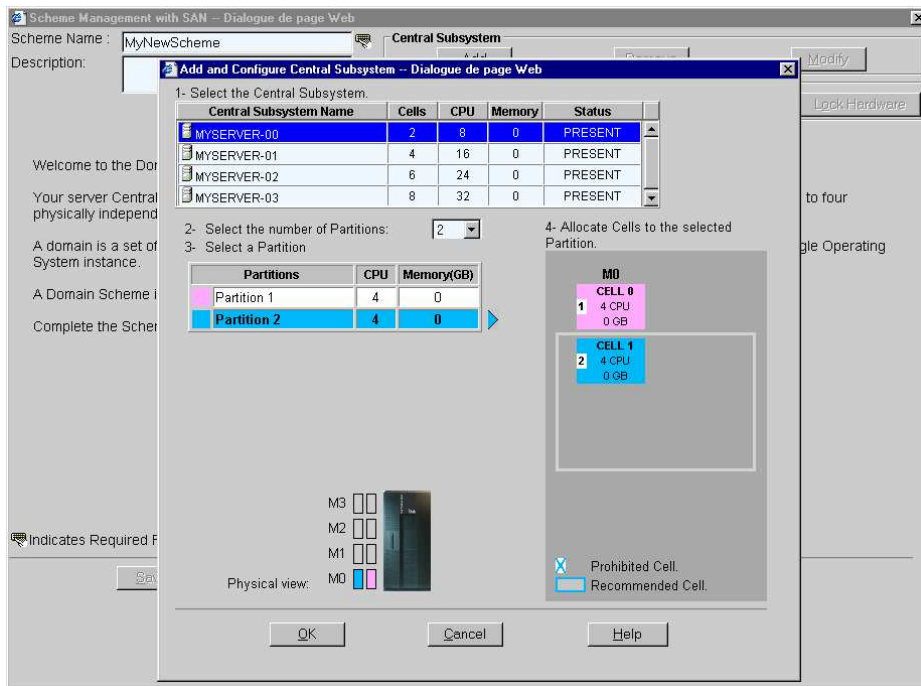 Scheme Management with SAN -- Dialogue de page Web
Scheme Name : MyNewScheme
Central Subsystem
Description:
Modify
Lock Hardware
Add and Configure Central Subsystem -- Dialogue de page Web
1- Select the Central Subsystem.
Central Subsystem Name Cells CPU Memory Status
MYSERVER-00 2 8 0 PRESENT
MYSERVER-01 4 16 0 PRESENT
MYSERVER-02 6 24 0 PRESENT
MYSERVER-03 8 32 0 PRESENT
Welcome to the Dor
Your server Central
to four
physically independ
A domain is a set of
gle Operating
System instance.
A Domain Scheme i
Complete the Scher
2- Select the number of Partitions: 2
3- Select a Partition
Partitions CPU Memory(GB)
Partition 1 4 0
Partition 2 4 0
4- Allocate Cells to the selected
Partition.
M0
CELL 0
1 4 CPU
0 GB
CELL 1
2 4 CPU
0 GB
M3
M2
M1
Physical view: M0
Prohibited Cell.
Recommended Cell.
Indicates Required F
Sav
OK Cancel Help